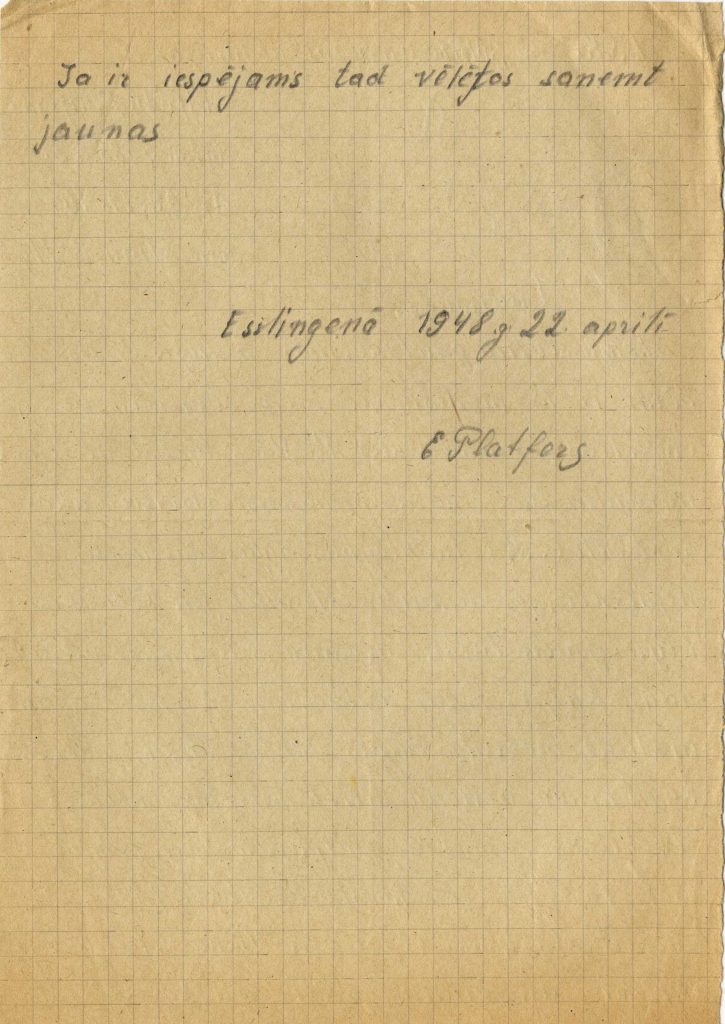 Ja ir iespējams tad vēlētos saņemt
jaunas
Esslingenā 1948 g 22. aprilī
E Platfors